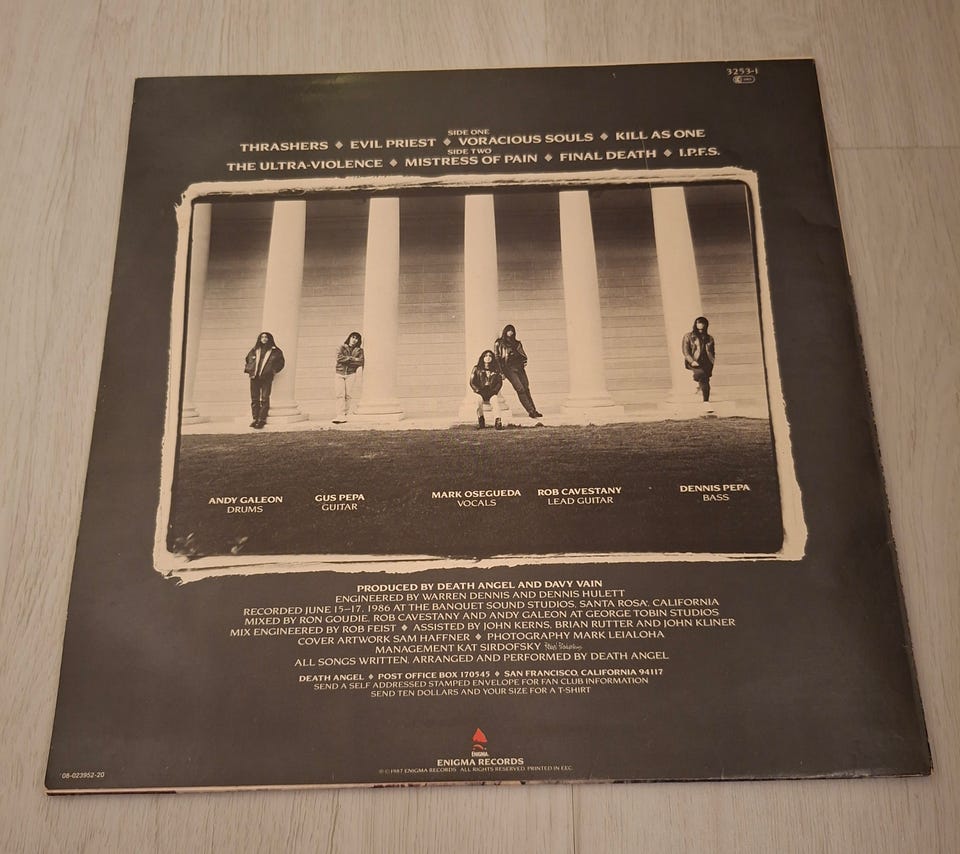 3253-1
SIDE ONE
THRASHERS ◆ EVIL PRIEST ◆ VORACIOUS SOULS ◆ KILL AS ONE
SIDE TWO
THE ULTRA-VIOLENCE ◆ MISTRESS OF PAIN ◆ FINAL DEATH ◆ I.P.F.S.
ANDY GALEON
DRUMS
GUS PEPA
GUITAR
MARK OSEGUEDA
VOCALS
ROB CAVESTANY
LEAD GUITAR
DENNIS PEPA
BASS
PRODUCED BY DEATH ANGEL AND DAVY VAIN
ENGINEERED BY WARREN DENNIS AND DENNIS HULETT
RECORDED JUNE 15–17, 1986 AT THE BANQUET SOUND STUDIOS, SANTA ROSA, CALIFORNIA
MIXED BY RON GOUDIE, ROB CAVESTANY AND ANDY GALEON AT GEORGE TOBIN STUDIOS
MIX ENGINEERED BY ROB FEIST ◆ ASSISTED BY JOHN KERNS, BRIAN RUTTER AND JOHN KLINER
COVER ARTWORK SAM HAFFNER ◆ PHOTOGRAPHY MARK LEIALOHA
MANAGEMENT KAT SIRDOFSKY
ALL SONGS WRITTEN, ARRANGED AND PERFORMED BY DEATH ANGEL
DEATH ANGEL ◆ POST OFFICE BOX 170545 ◆ SAN FRANCISCO, CALIFORNIA 94117
SEND A SELF ADDRESSED STAMPED ENVELOPE FOR FAN CLUB INFORMATION
SEND TEN DOLLARS AND YOUR SIZE FOR A T-SHIRT
ENIGMA
ENIGMA RECORDS
℗ © 1987 ENIGMA RECORDS. ALL RIGHTS RESERVED. PRINTED IN EEC.
08-023952-20